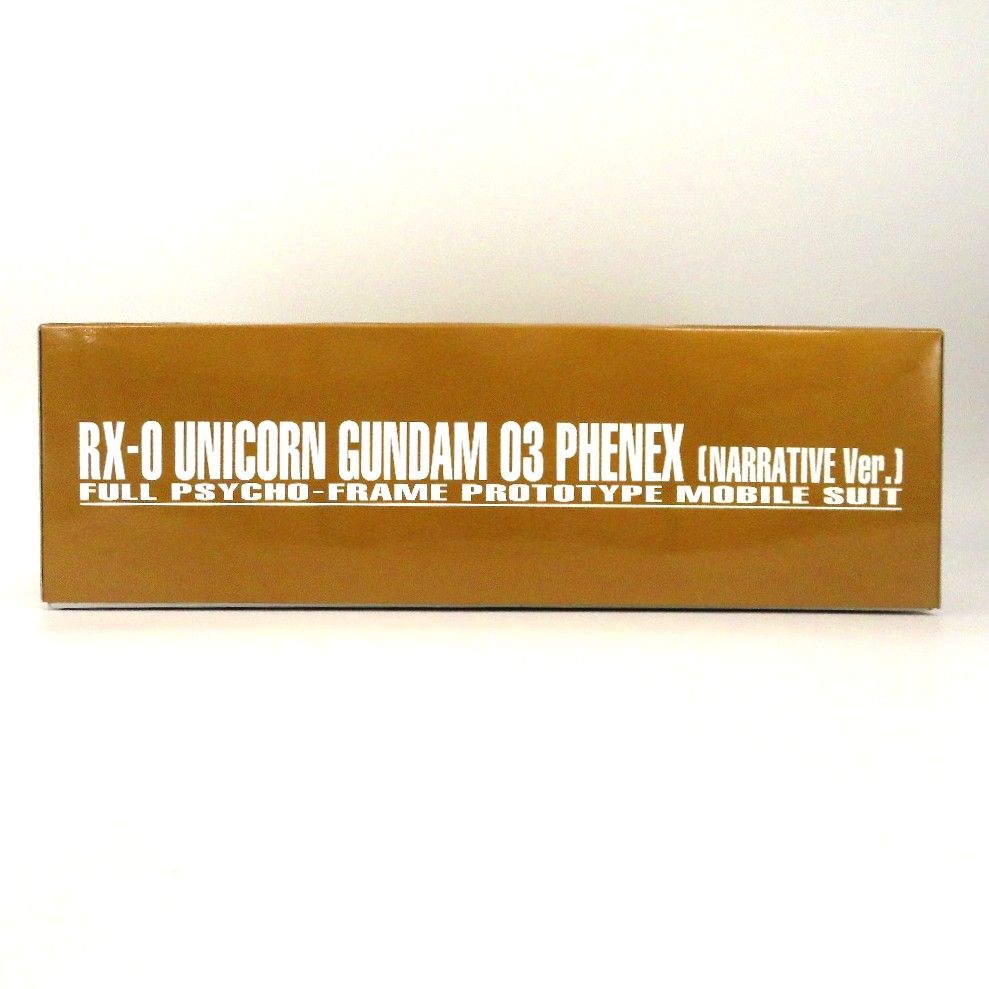 RX-0 UNICORN GUNDAM 03 PHENEX (NARRATIVE Ver.)
FULL PSYCHO-FRAME PROTOTYPE MOBILE SUIT